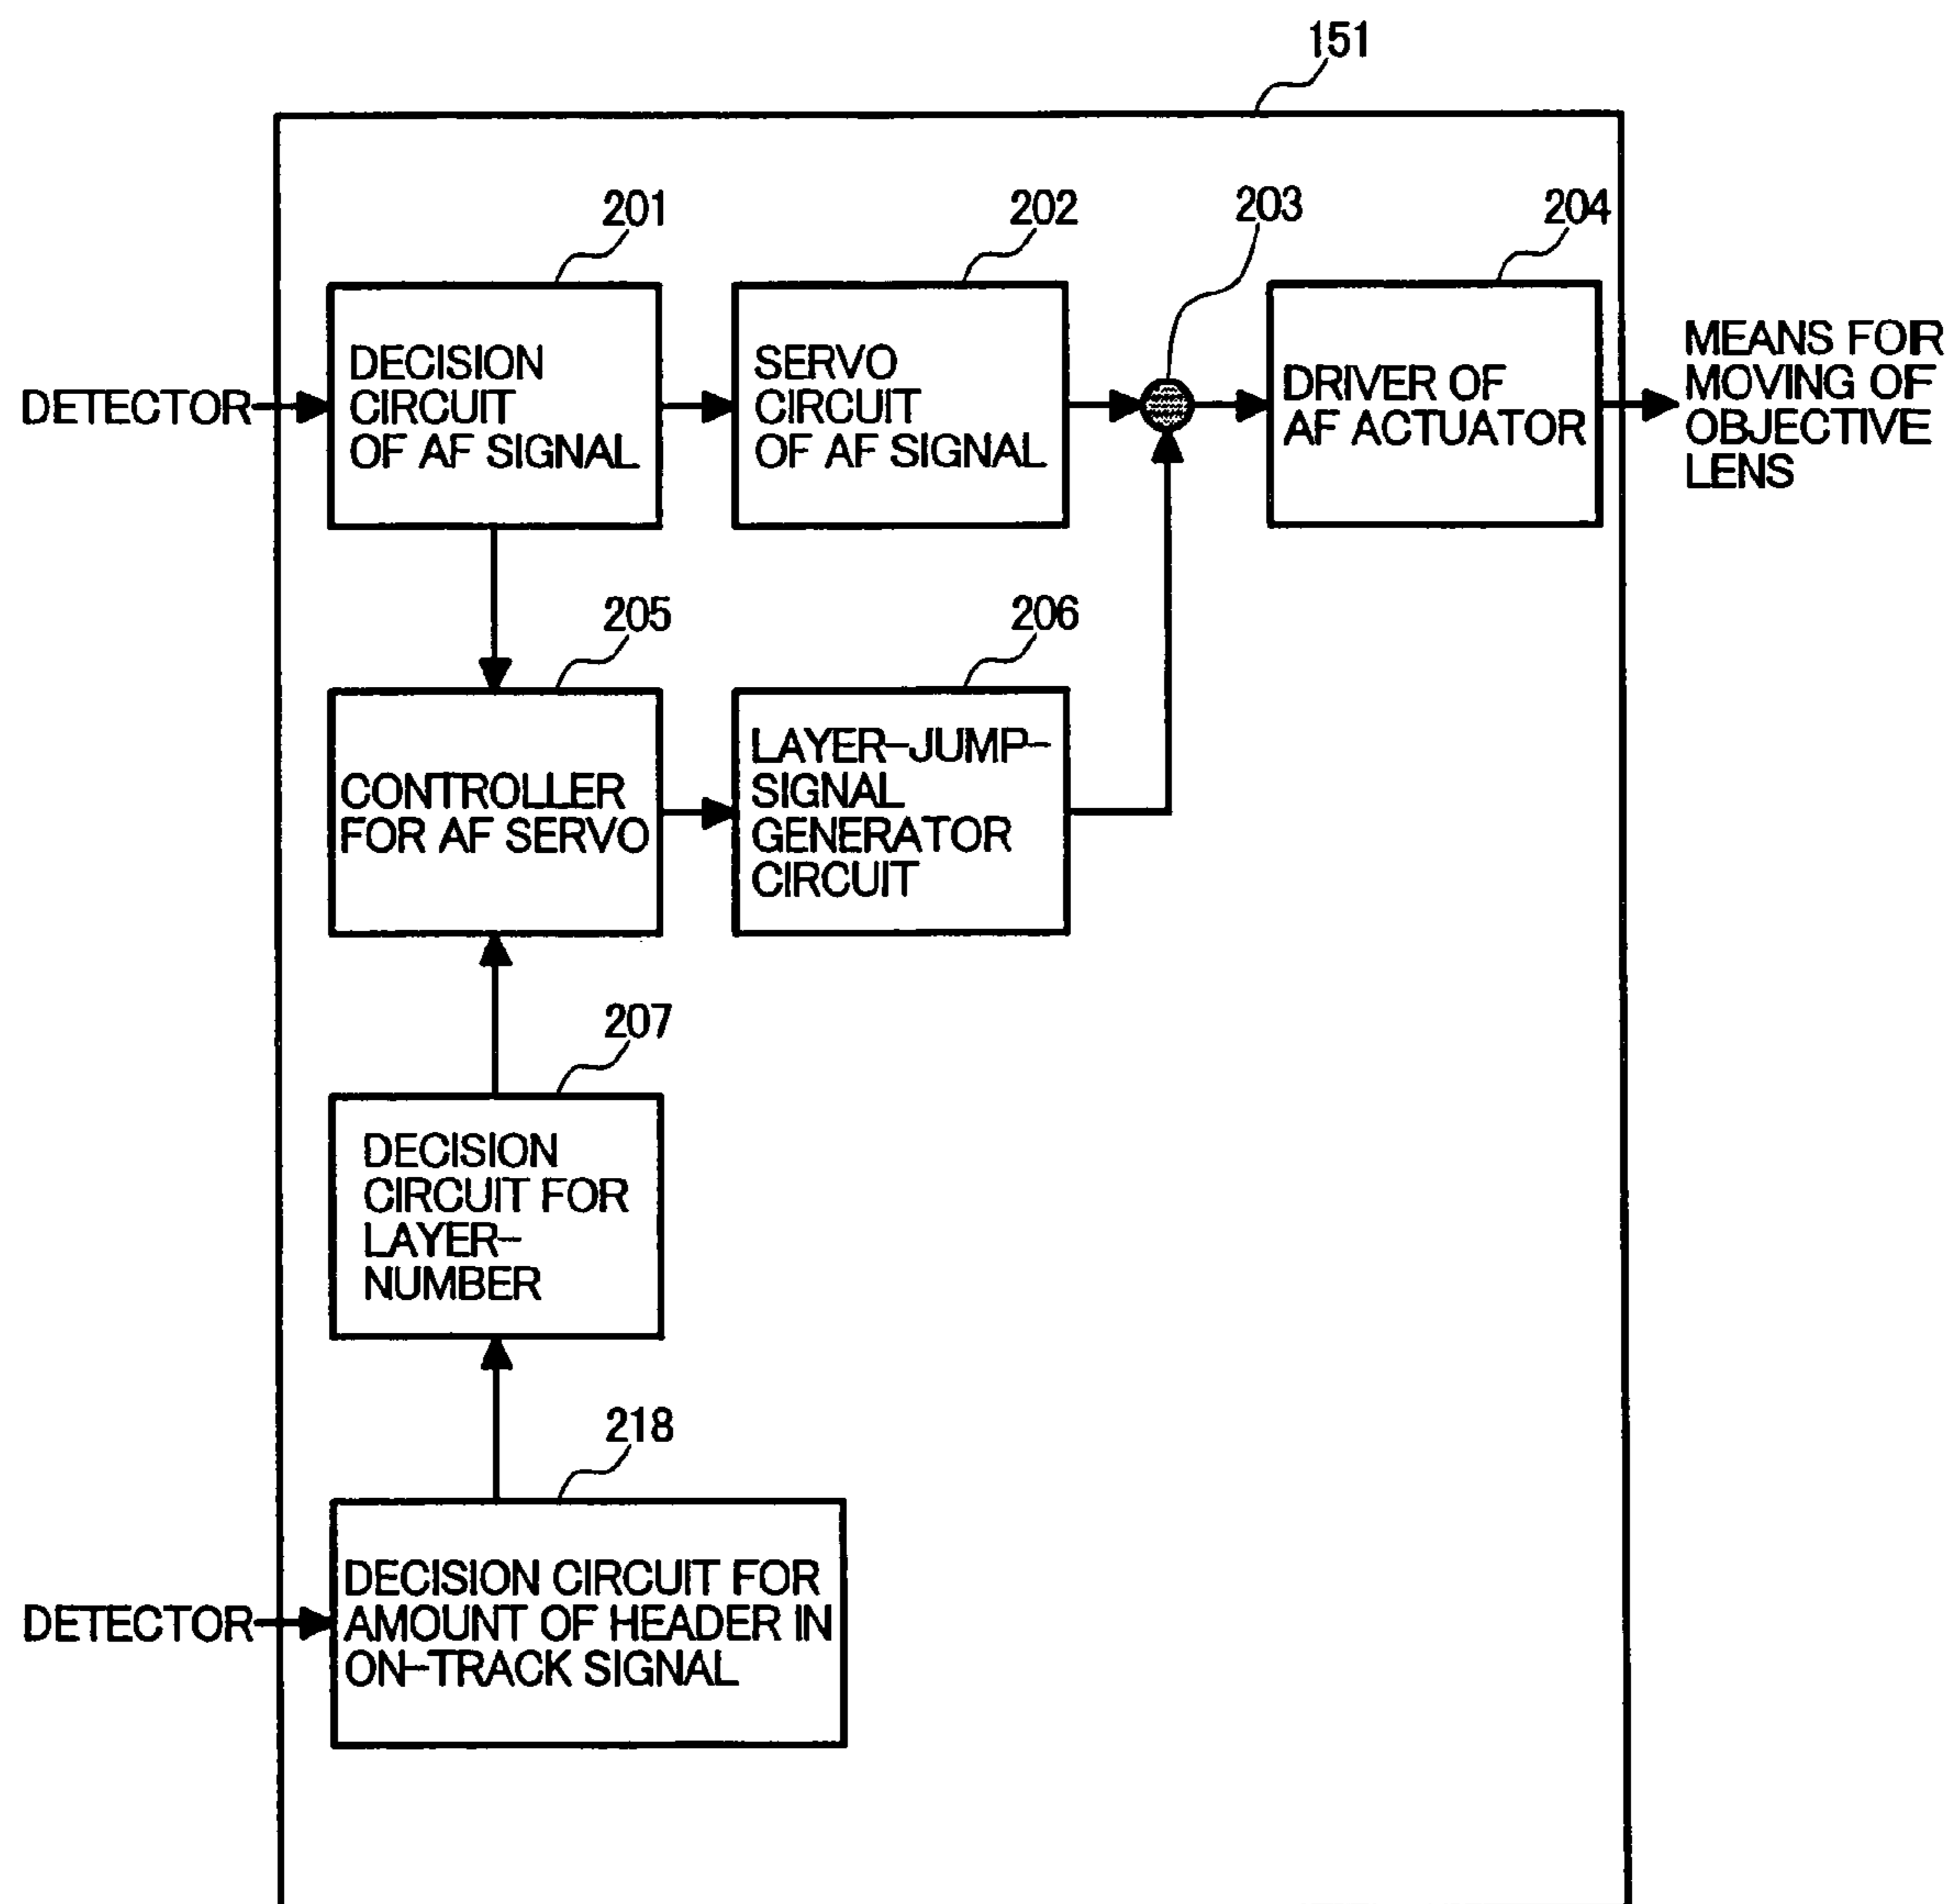 151
201
202
203
204
DETECTOR
DECISION
CIRCUIT
OF AF SIGNAL
SERVO
CIRCUIT
OF AF SIGNAL
DRIVER OF
AF ACTUATOR
MEANS FOR
MOVING OF
OBJECTIVE
LENS
205
206
CONTROLLER
FOR AF SERVO
LAYER-JUMP-
SIGNAL
GENERATOR
CIRCUIT
207
DECISION
CIRCUIT FOR
LAYER-
NUMBER
218
DETECTOR
DECISION CIRCUIT FOR
AMOUNT OF HEADER IN
ON-TRACK SIGNAL